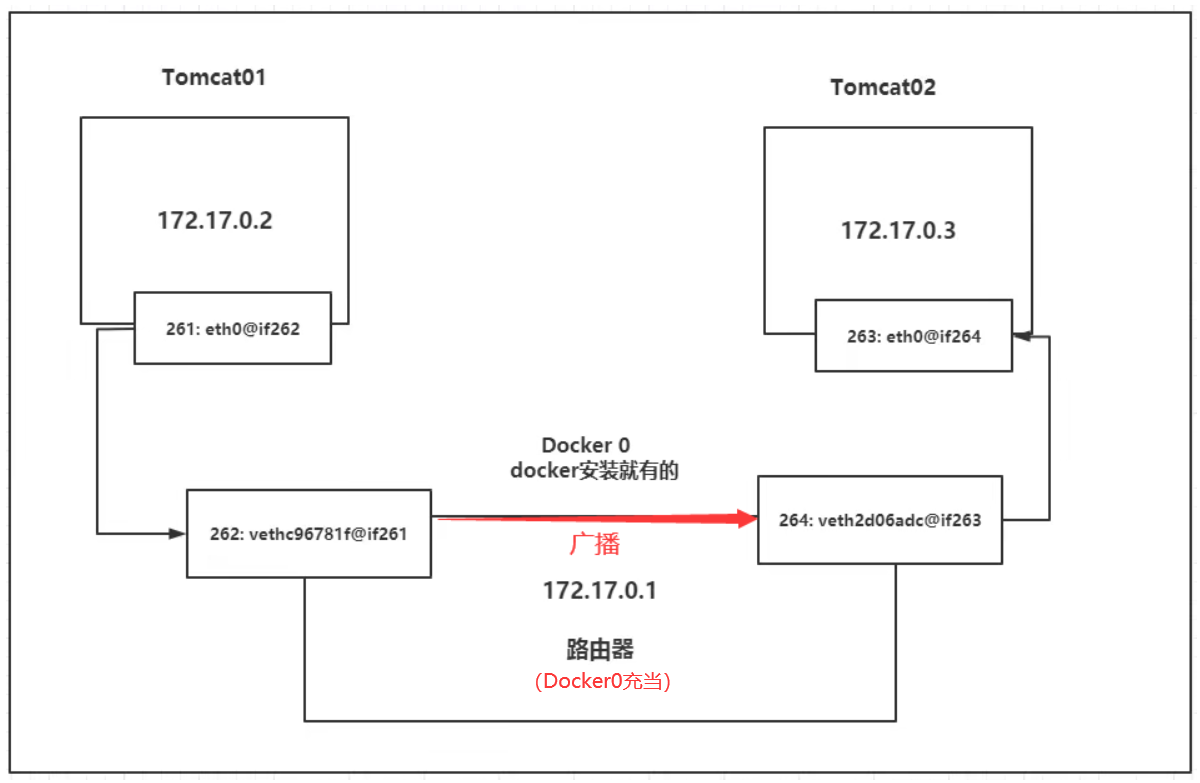 Tomcat01
Tomcat02
172.17.0.2
172.17.0.3
261: eth0@if262
263: eth0@if264
Docker 0
docker安装就有的
262: vethc96781f@if261
264: veth2d06adc@if263
广播
172.17.0.1
路由器
(Docker0充当)